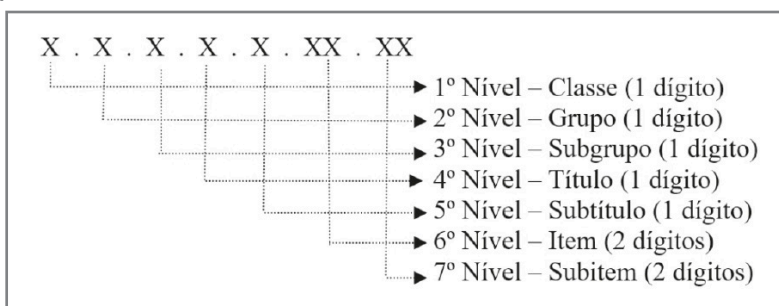 X . X . X . X . X . XX . XX
1º Nível – Classe (1 dígito)
2º Nível – Grupo (1 dígito)
3º Nível – Subgrupo (1 dígito)
4º Nível – Título (1 dígito)
5º Nível – Subtítulo (1 dígito)
6º Nível – Item (2 dígitos)
7º Nível – Subitem (2 dígitos)